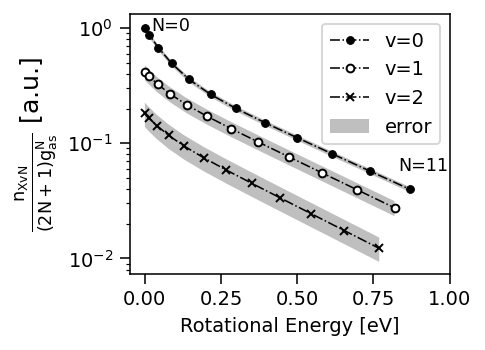 10⁰
10⁻¹
10⁻²
n_XvN / (2N + 1)g_as^N [a.u.]
N=0
v=0
v=1
v=2
error
N=11
0.00 0.25 0.50 0.75 1.00
Rotational Energy [eV]